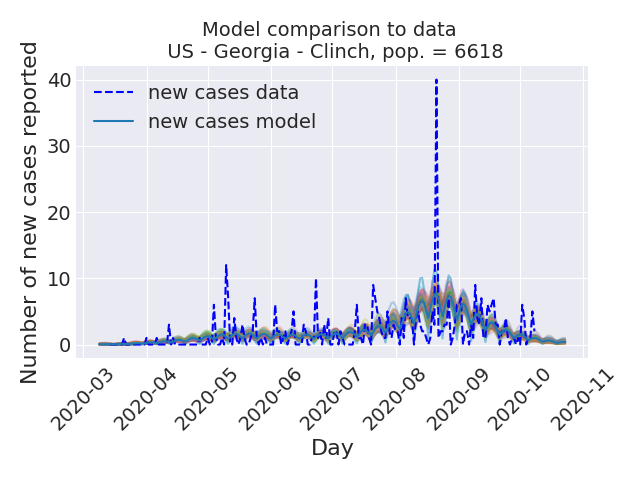 Model comparison to data
US - Georgia - Clinch, pop. = 6618
Number of new cases reported
40
30
20
10
0
new cases data
new cases model
2020-03
2020-04
2020-05
2020-06
2020-07
2020-08
2020-09
2020-10
2020-11
Day